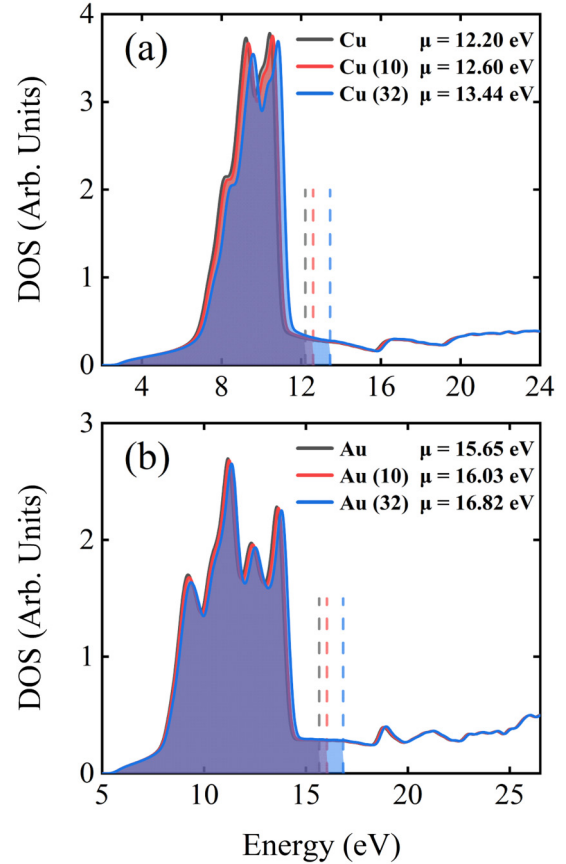 (a)
Cu μ = 12.20 eV
Cu (10) μ = 12.60 eV
Cu (32) μ = 13.44 eV
DOS (Arb. Units)
4
3
2
1
0
4 8 12 16 20 24
(b)
Au μ = 15.65 eV
Au (10) μ = 16.03 eV
Au (32) μ = 16.82 eV
DOS (Arb. Units)
3
2
1
0
5 10 15 20 25
Energy (eV)